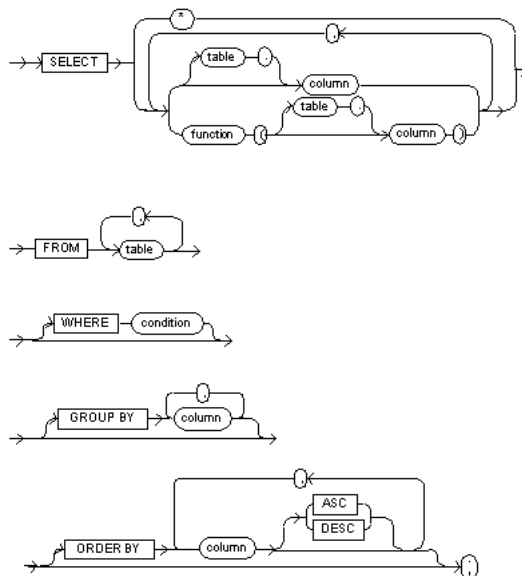 *
,
SELECT
table .
column
table .
function ( column )
,
FROM table
WHERE condition
,
GROUP BY column
,
ASC
DESC
ORDER BY column
;